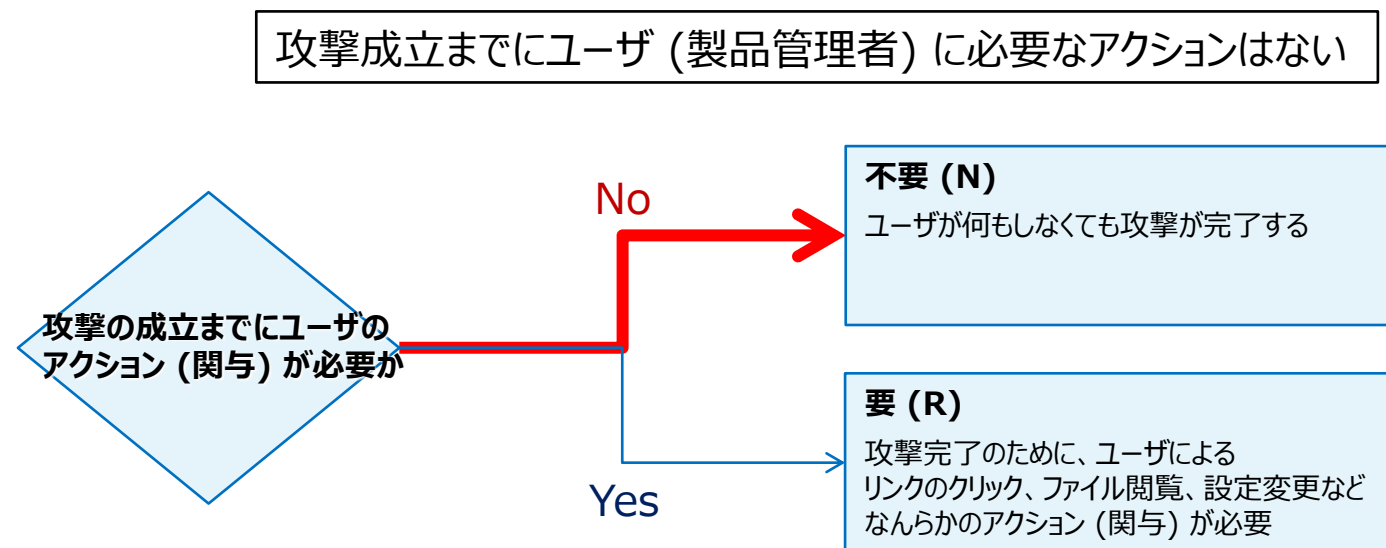 攻撃成立までにユーザ (製品管理者) に必要なアクションはない
No
不要 (N)
ユーザが何もしなくても攻撃が完了する
攻撃の成立までにユーザの
アクション (関与) が必要か
要 (R)
攻撃完了のために、ユーザによる
リンクのクリック、ファイル閲覧、設定変更など
なんらかのアクション (関与) が必要
Yes